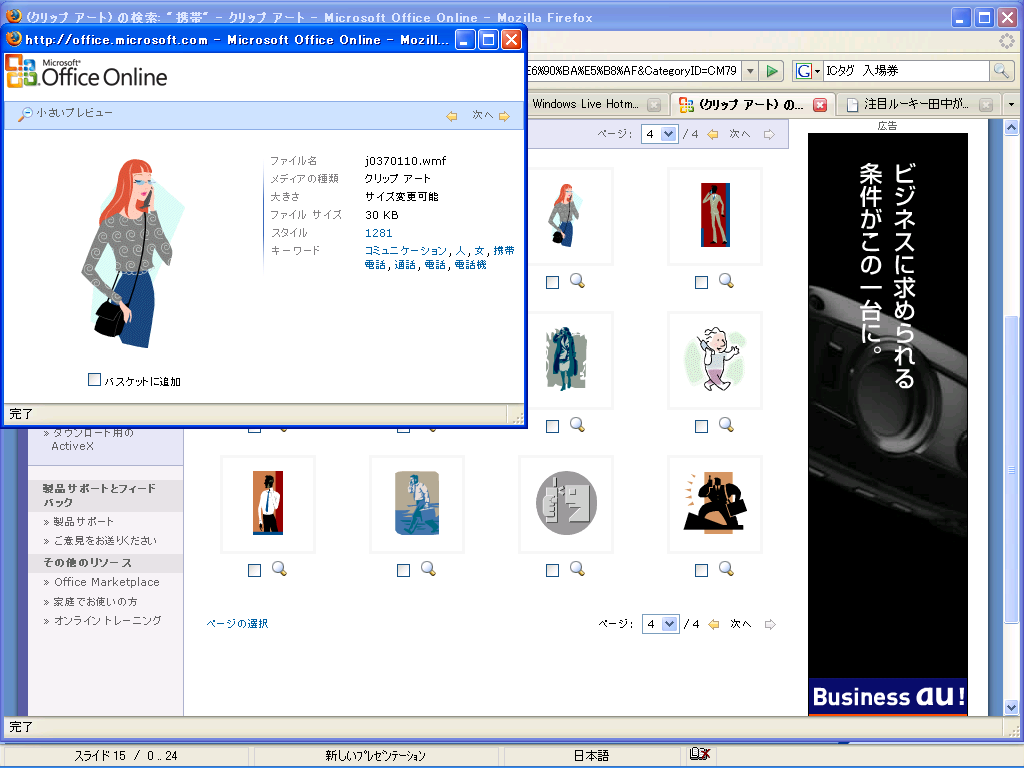 (クリップ アート) の検索: "携帯" - クリップ アート - Microsoft Office Online - Mozilla Firefox
http://office.microsoft.com - Microsoft Office Online - Mozill...
Microsoft®
Office Online
小さいプレビュー
次へ
ファイル名 j0370110.wmf
メディアの種類 クリップ アート
大きさ サイズ変更可能
ファイル サイズ 30 KB
スタイル 1281
キーワード コミュニケーション, 人, 女, 携帯
電話, 通話, 電話, 電話機
バスケットに追加
完了
E6%90%BA%E5%B8%AF&CategoryID=CM79
G
ICタグ 入場券
Windows Live Hotm...
(クリップ アート) の...
注目ルーキー田中が...
ページ: 4 / 4 次へ
広告
ビジネスに求められる
条件がこの一台に。
Business au!
» ダウンロード用の
ActiveX
製品サポートとフィード
バック
» 製品サポート
» ご意見をお送りください
その他のリソース
» Office Marketplace
» 家庭でお使いの方
» オンライン トレーニング
ページの選択
ページ: 4 / 4 次へ
完了
スライド 15 / 0 .. 24
新しいプレゼンテーション
日本語